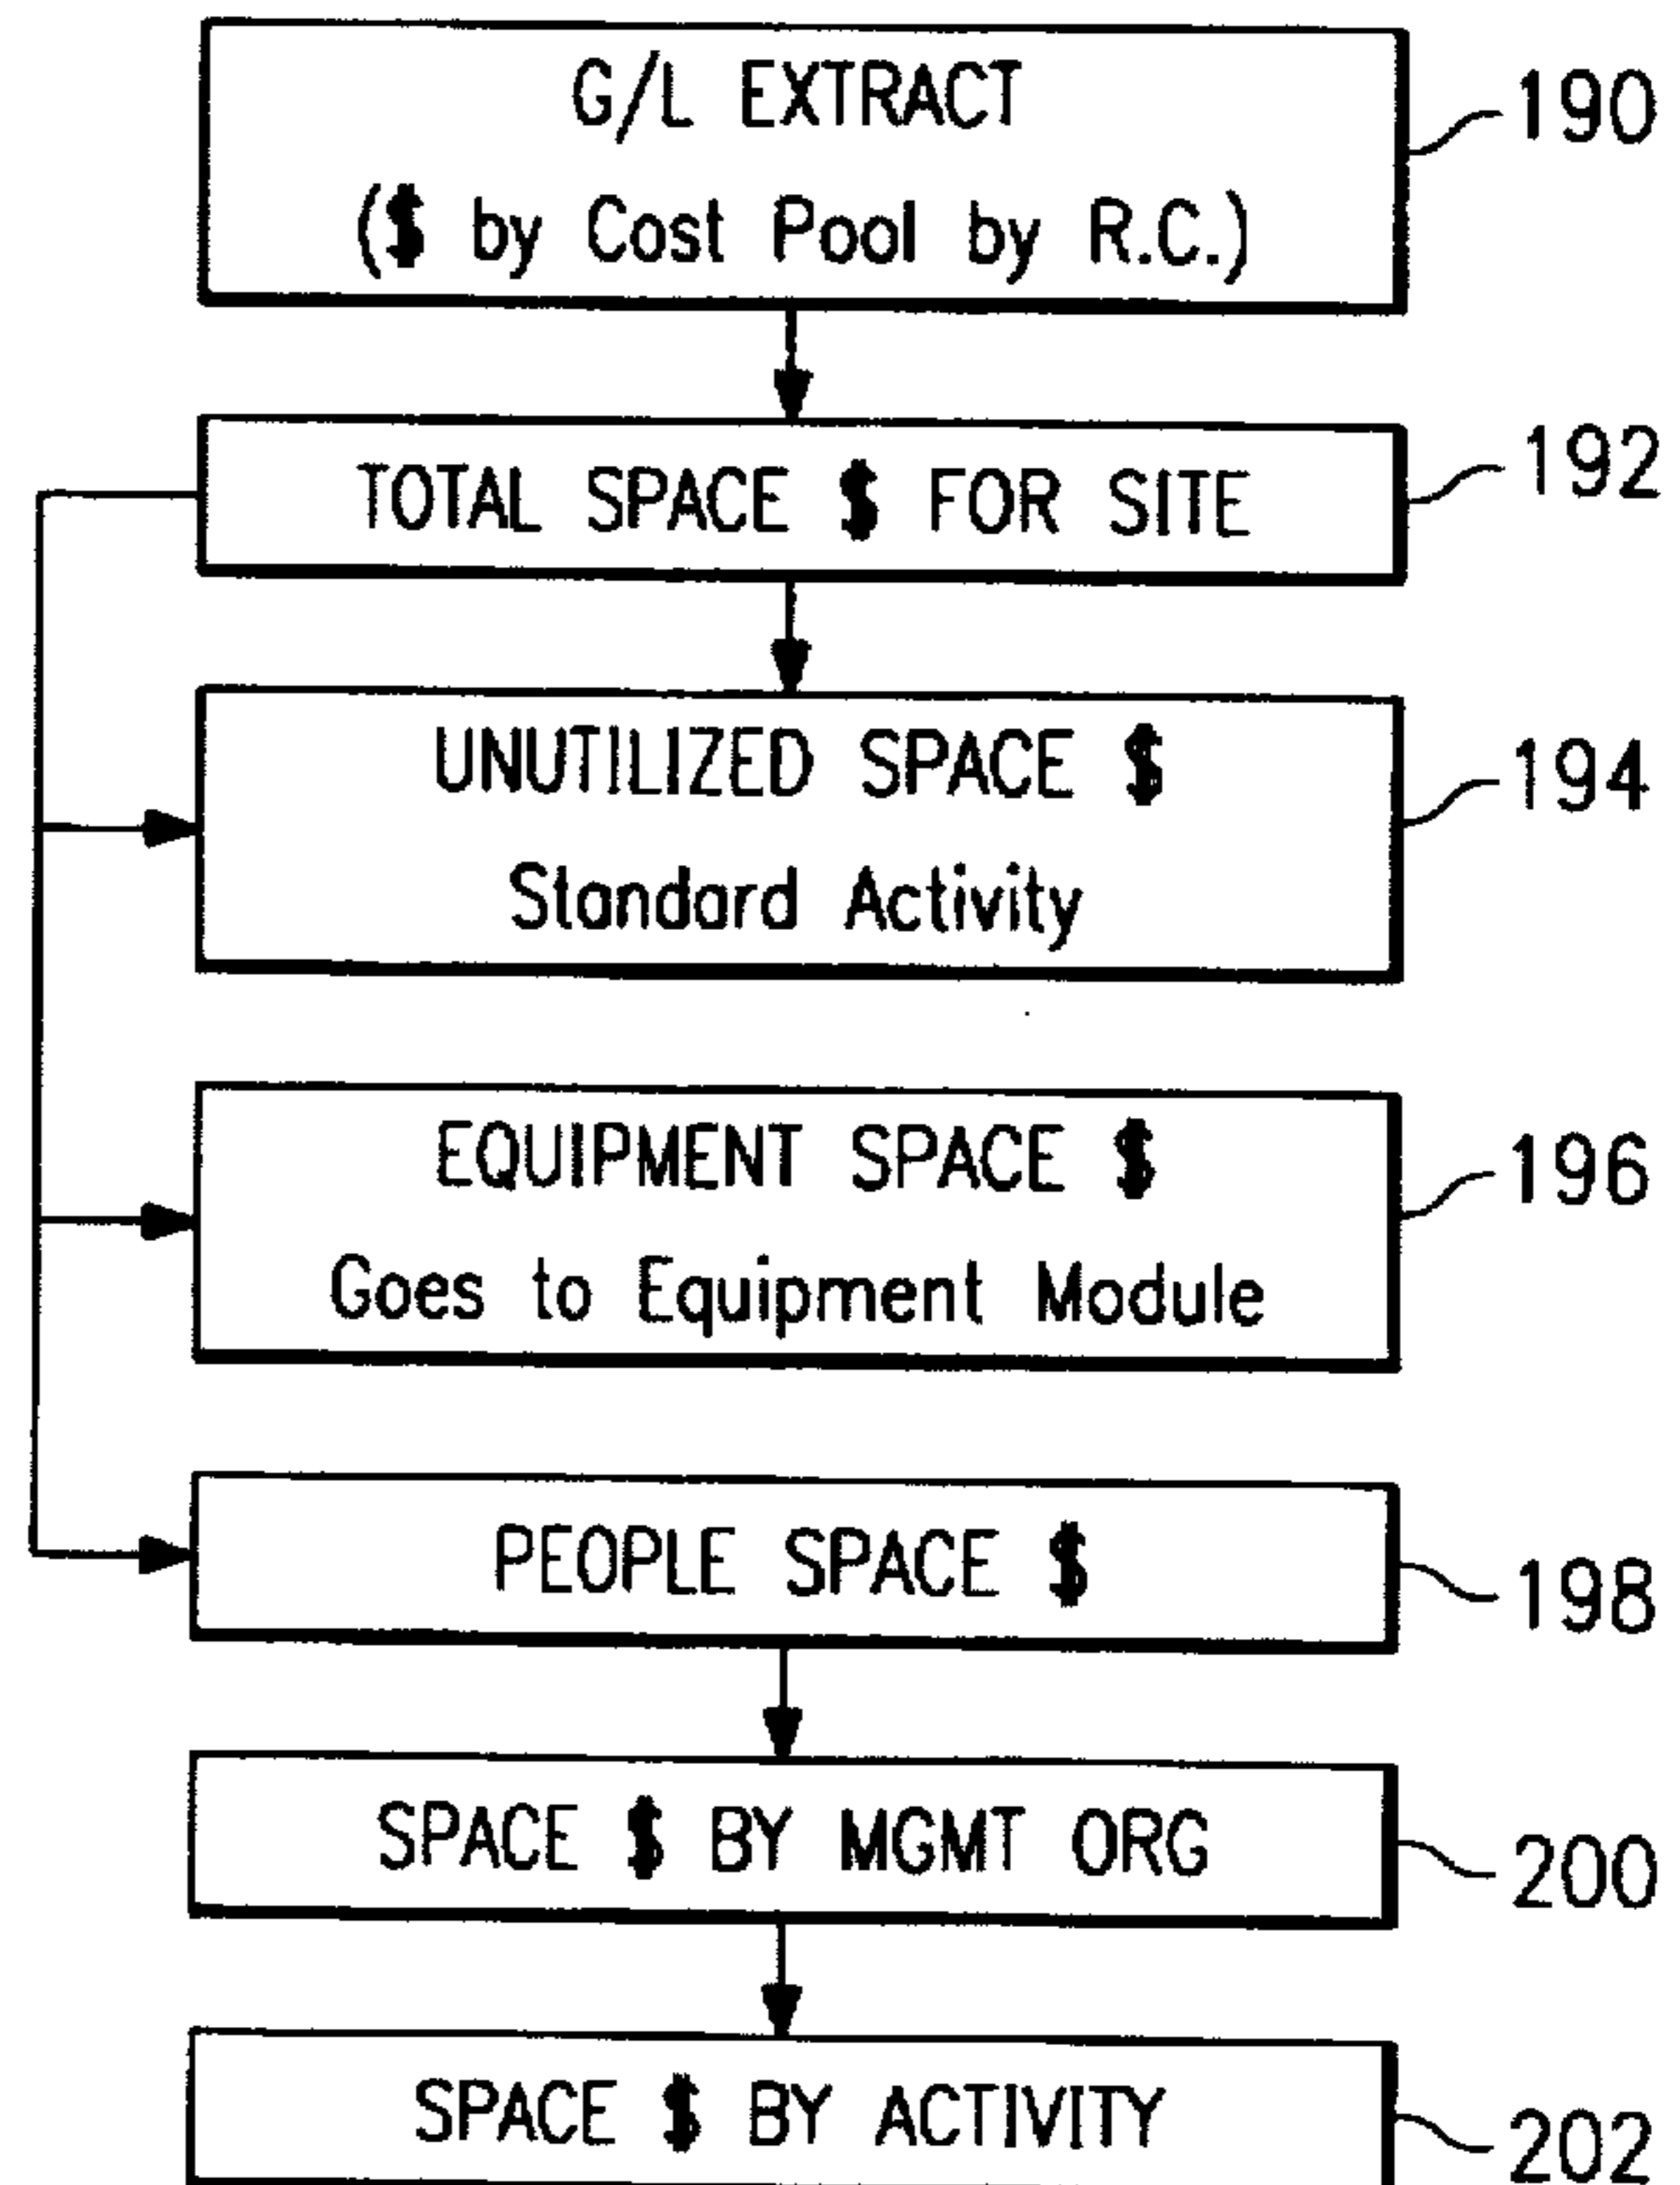 G/L EXTRACT
($ by Cost Pool by R.C.)
190
TOTAL SPACE $ FOR SITE
192
UNUTILIZED SPACE $
Standard Activity
194
EQUIPMENT SPACE $
Goes to Equipment Module
196
PEOPLE SPACE $
198
SPACE $ BY MGMT ORG
200
SPACE $ BY ACTIVITY
202